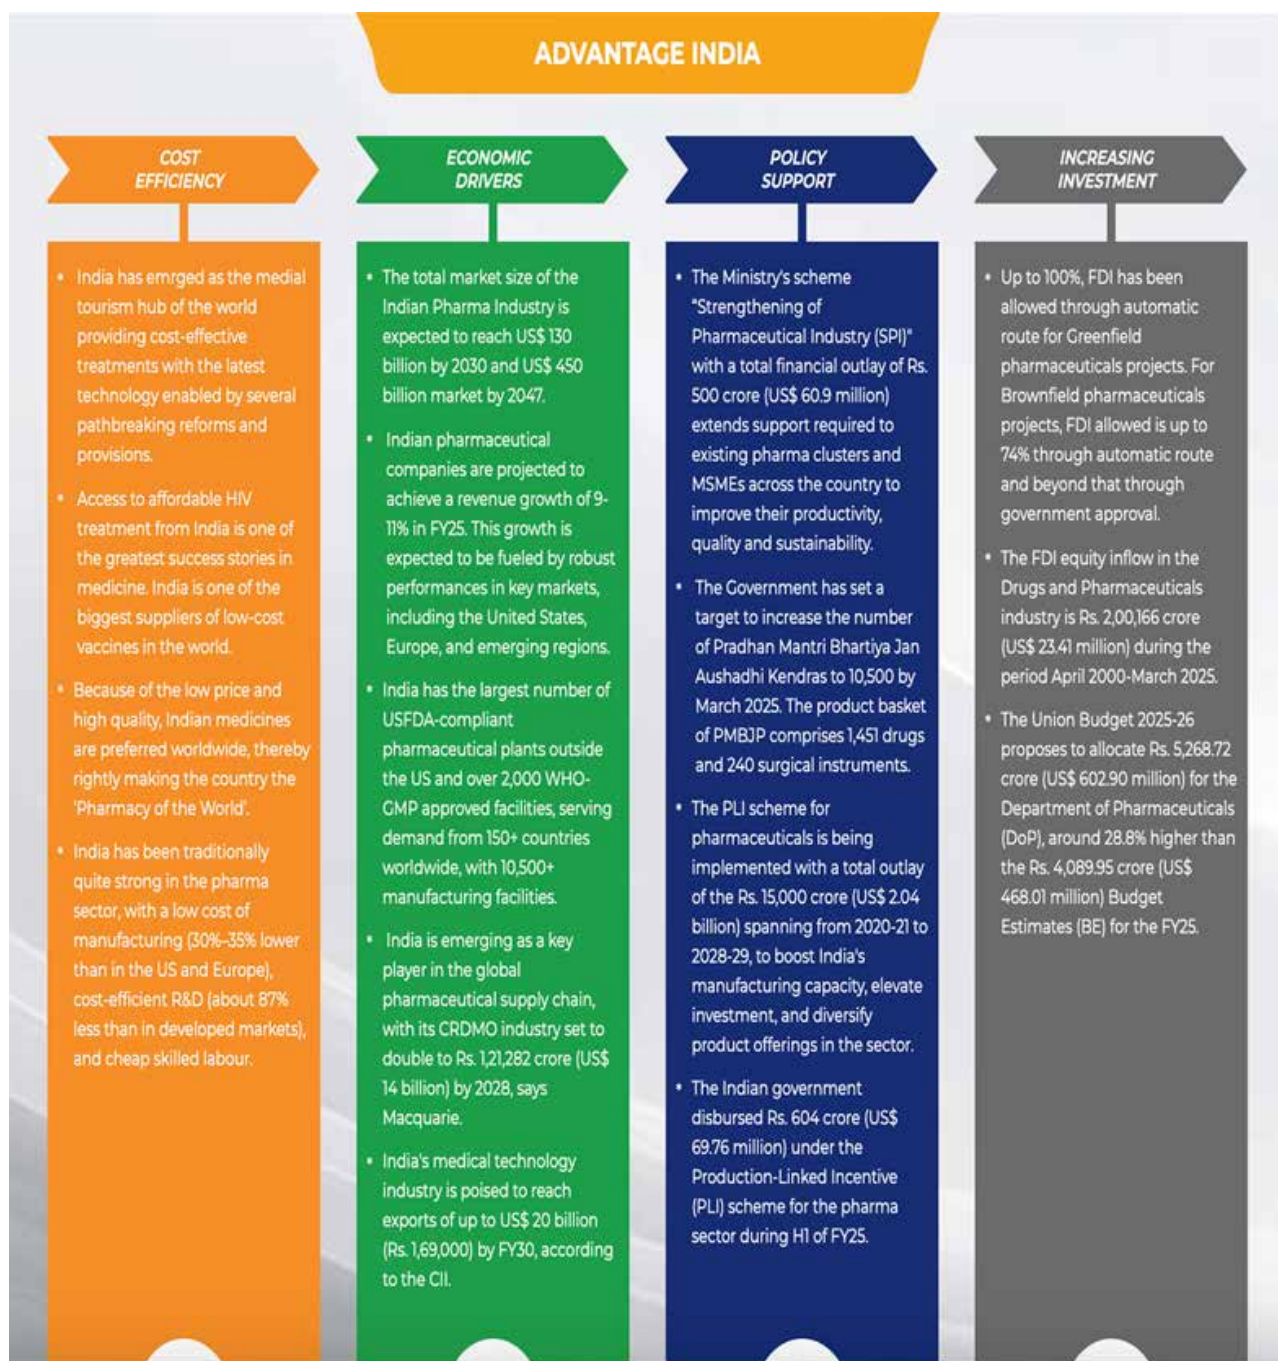 ADVANTAGE INDIA
COST
EFFICIENCY
• India has emrged as the medial
tourism hub of the world
providing cost-effective
treatments with the latest
technology enabled by several
pathbreaking reforms and
provisions.
• Access to affordable HIV
treatment from India is one of
the greatest success stories in
medicine. India is one of the
biggest suppliers of low-cost
vaccines in the world.
• Because of the low price and
high quality, Indian medicines
are preferred worldwide, thereby
rightly making the country the
'Pharmacy of the World'.
• India has been traditionally
quite strong in the pharma
sector, with a low cost of
manufacturing (30%-35% lower
than in the US and Europe),
cost-efficient R&D (about 87%
less than in developed markets),
and cheap skilled labour.
ECONOMIC
DRIVERS
• The total market size of the
Indian Pharma Industry is
expected to reach US$ 130
billion by 2030 and US$ 450
billion market by 2047.
• Indian pharmaceutical
companies are projected to
achieve a revenue growth of 9-
11% in FY25. This growth is
expected to be fueled by robust
performances in key markets,
including the United States,
Europe, and emerging regions.
• India has the largest number of
USFDA-compliant
pharmaceutical plants outside
the US and over 2,000 WHO-
GMP approved facilities, serving
demand from 150+ countries
worldwide, with 10,500+
manufacturing facilities.
• India is emerging as a key
player in the global
pharmaceutical supply chain,
with its CRDMO industry set to
double to Rs. 1,21,282 crore (US$
14 billion) by 2028, says
Macquarie.
• India's medical technology
industry is poised to reach
exports of up to US$ 20 billion
(Rs. 1,69,000) by FY30, according
to the CII.
POLICY
SUPPORT
• The Ministry's scheme
"Strengthening of
Pharmaceutical Industry (SPI)"
with a total financial outlay of Rs.
500 crore (US$ 60.9 million)
extends support required to
existing pharma clusters and
MSMEs across the country to
improve their productivity,
quality and sustainability.
• The Government has set a
target to increase the number
of Pradhan Mantri Bhartiya Jan
Aushadhi Kendras to 10,500 by
March 2025. The product basket
of PMBJP comprises 1,451 drugs
and 240 surgical instruments.
• The PLI scheme for
pharmaceuticals is being
implemented with a total outlay
of the Rs. 15,000 crore (US$ 2.04
billion) spanning from 2020-21 to
2028-29, to boost India's
manufacturing capacity, elevate
investment, and diversify
product offerings in the sector.
• The Indian government
disbursed Rs. 604 crore (US$
69.76 million) under the
Production-Linked Incentive
(PLI) scheme for the pharma
sector during H1 of FY25.
INCREASING
INVESTMENT
• Up to 100%, FDI has been
allowed through automatic
route for Greenfield
pharmaceuticals projects. For
Brownfield pharmaceuticals
projects, FDI allowed is up to
74% through automatic route
and beyond that through
government approval.
• The FDI equity inflow in the
Drugs and Pharmaceuticals
industry is Rs. 2,00,166 crore
(US$ 23.41 million) during the
period April 2000-March 2025.
• The Union Budget 2025-26
proposes to allocate Rs. 5,268.72
crore (US$ 602.90 million) for the
Department of Pharmaceuticals
(DoP), around 28.8% higher than
the Rs. 4,089.95 crore (US$
468.01 million) Budget
Estimates (BE) for the FY25.